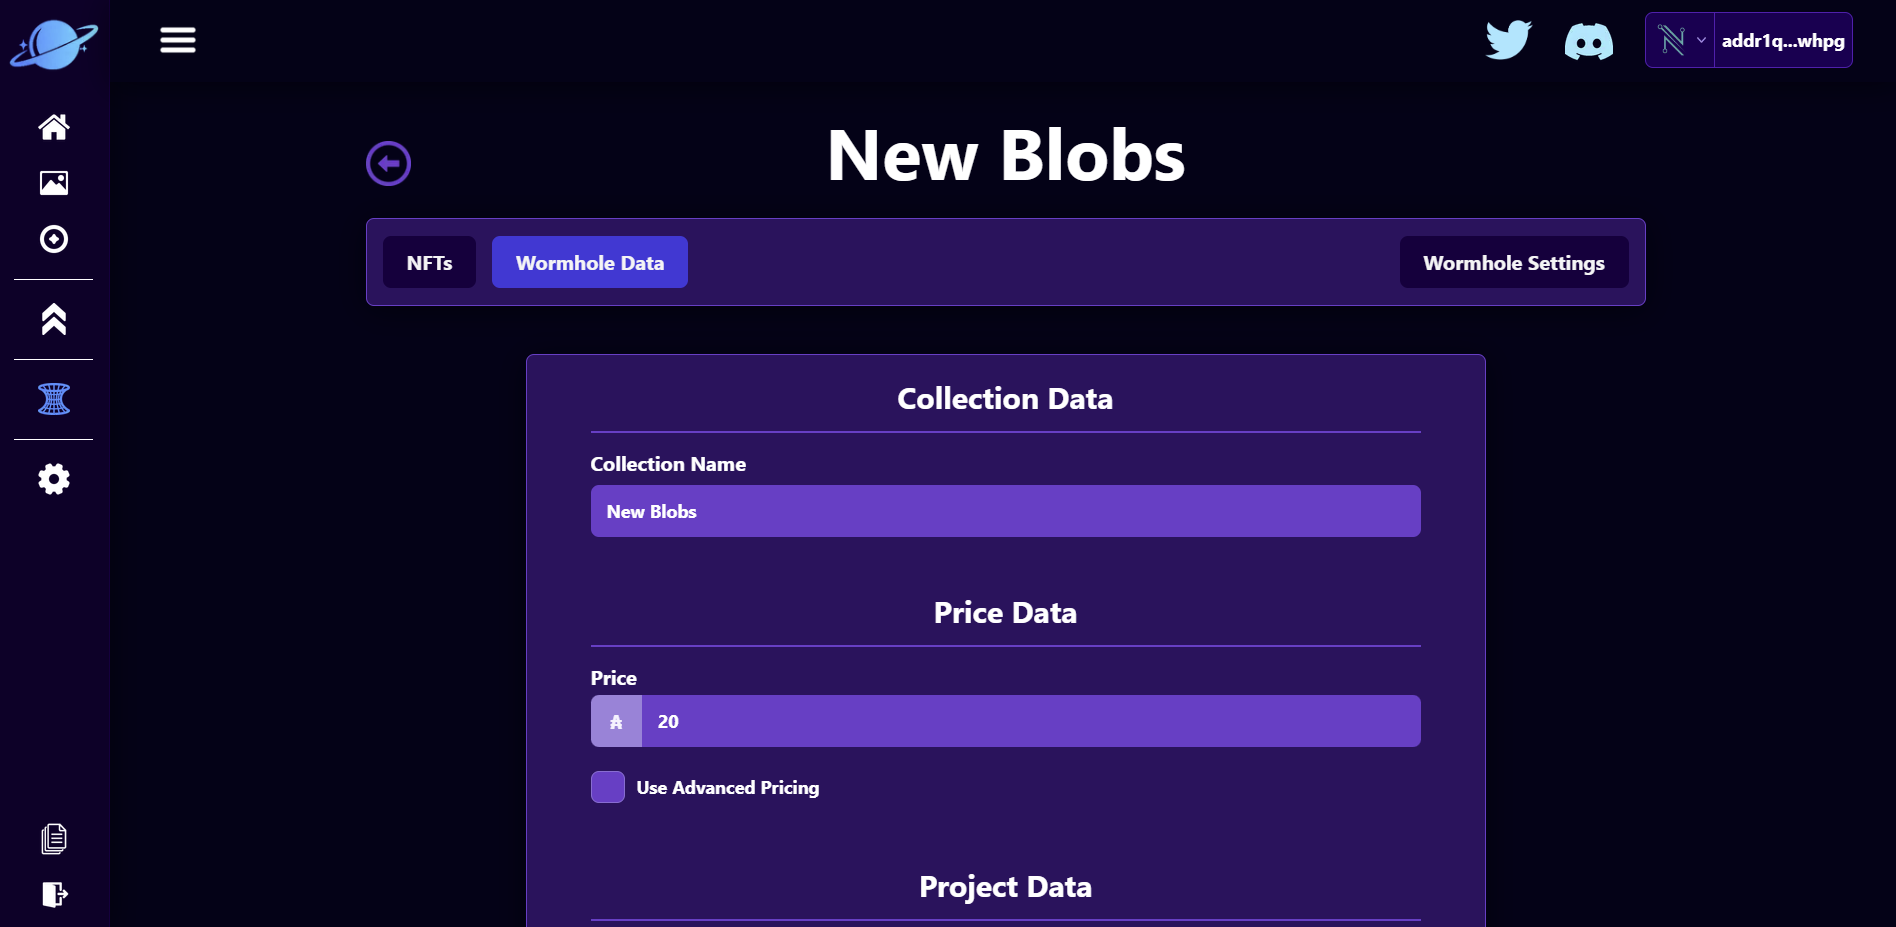 addr1q...whpg
New Blobs
NFTs
Wormhole Data
Wormhole Settings
Collection Data
Collection Name
New Blobs
Price Data
Price
₳ 20
Use Advanced Pricing
Project Data